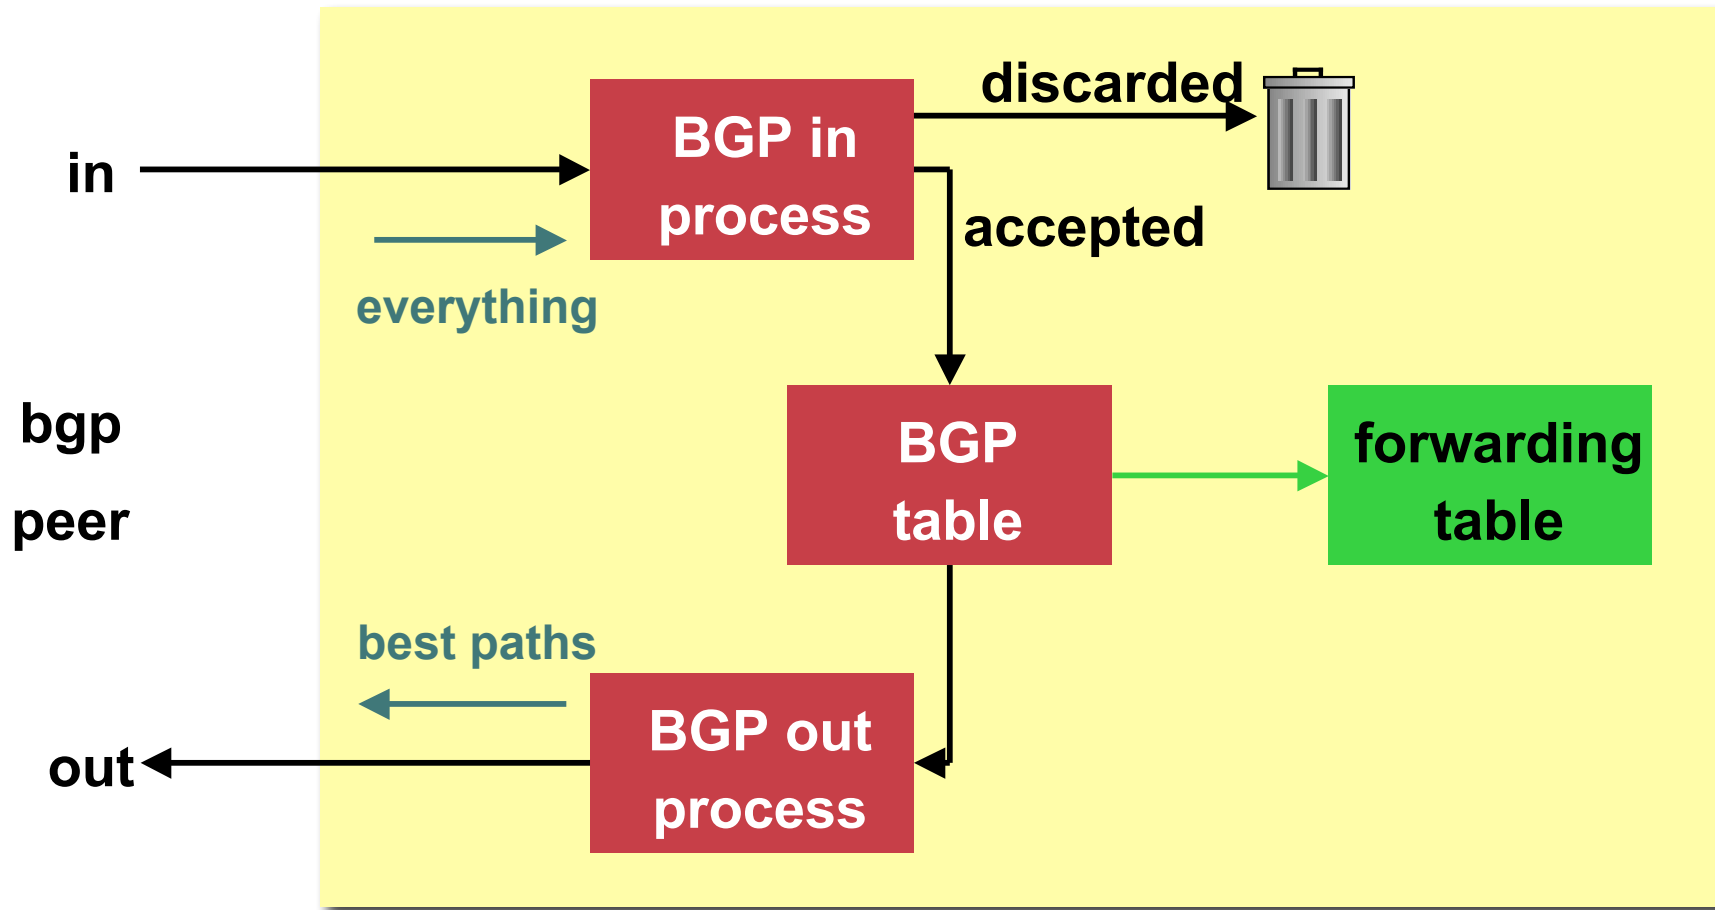 discarded
BGP in
process
in
accepted
everything
bgp
peer
BGP
table
forwarding
table
best paths
BGP out
process
out